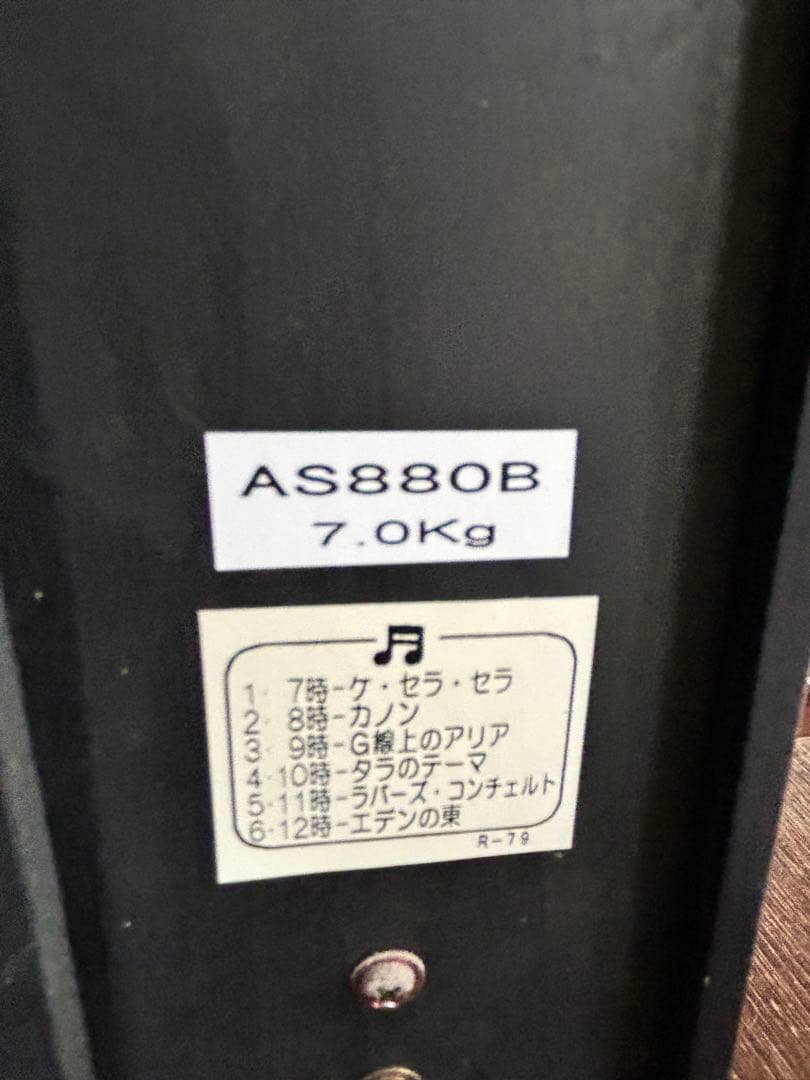 AS880B
7.0Kg
1・7時-ケ・セラ・セラ
2・8時-カノン
3・9時-G線上のアリア
4・10時-タラのテーマ
5・11時-ラバーズ・コンチェルト
6・12時-エデンの東
R-79